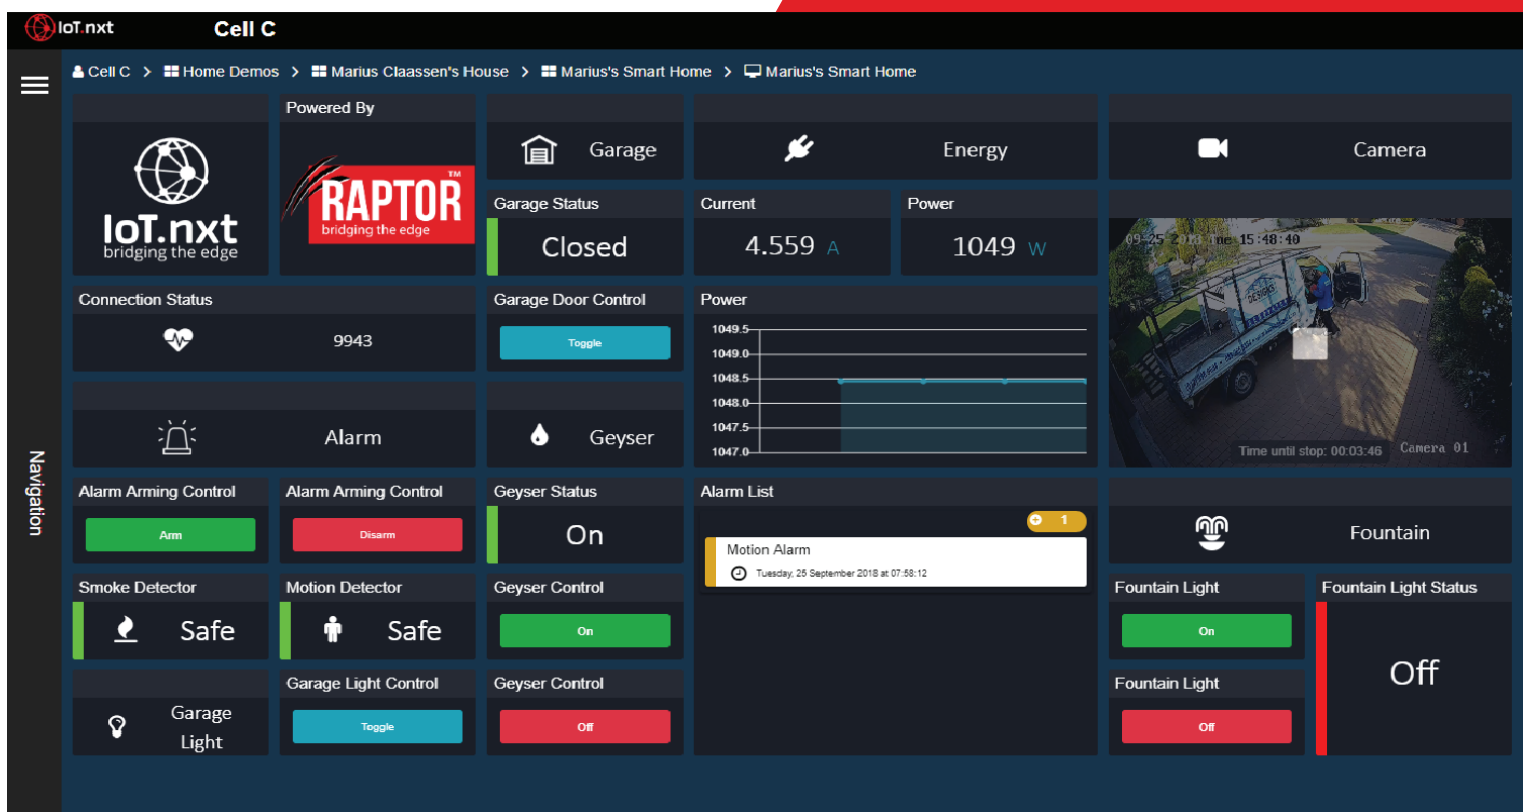 IoT.nxt
Cell C
Cell C > Home Demos > Marius Claassen's House > Marius's Smart Home > Marius's Smart Home
Navigation
IoT.nxt
bridging the edge
Powered By
RAPTOR™
bridging the edge
Garage
Energy
Camera
Garage Status
Closed
Current
4.559 A
Power
1049 W
15:48:40
DESIGNS
Time until stop: 00:03:46
Camera 01
Connection Status
9943
Garage Door Control
Toggle
Power
1049.5
1049.0
1048.5
1048.0
1047.5
1047.0
Alarm
Geyser
Alarm Arming Control
Arm
Alarm Arming Control
Disarm
Geyser Status
On
Alarm List
1
Motion Alarm
Tuesday, 25 September 2018 at 07:58:12
Fountain
Smoke Detector
Safe
Motion Detector
Safe
Geyser Control
On
Fountain Light
On
Fountain Light Status
Off
Garage
Light
Garage Light Control
Toggle
Geyser Control
Off
Fountain Light
Off